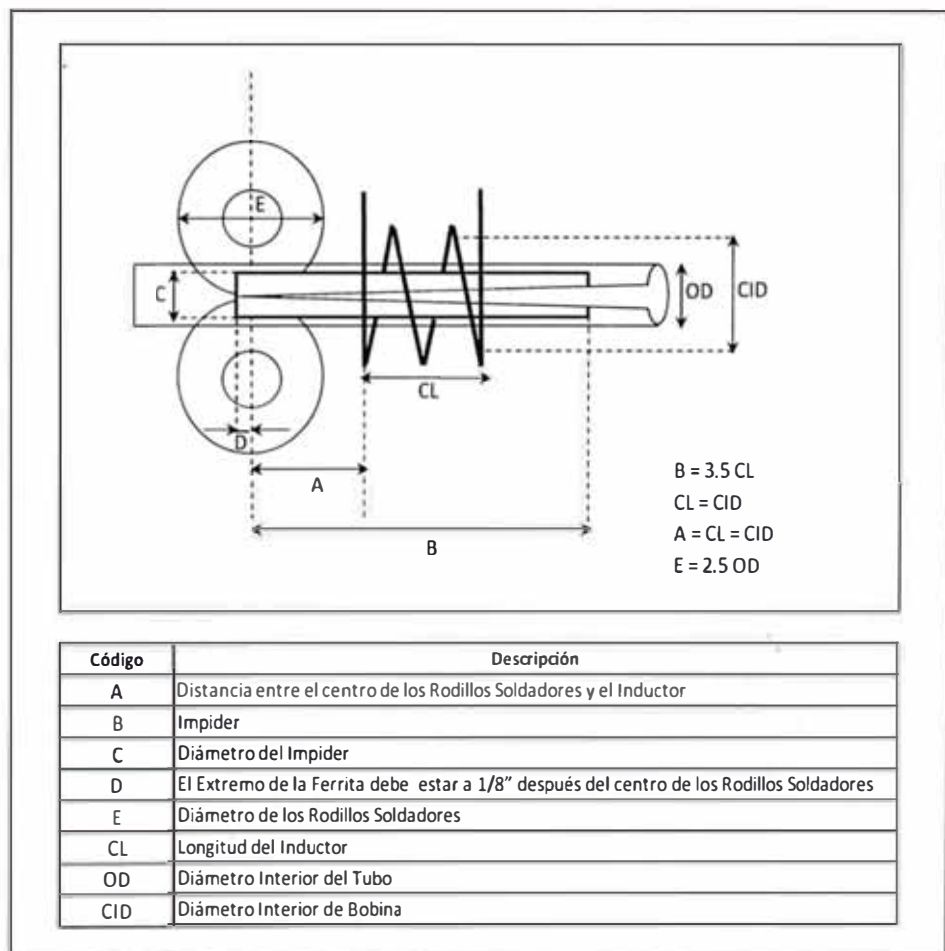 E
C
OD
CID
CL
D
A
B
B = 3.5 CL
CL = CID
A = CL = CID
E = 2.5 OD
Código Descripción
A Distancia entre el centro de los Rodillos Soldadores y el Inductor
B Impider
C Diámetro del Impider
D El Extremo de la Ferrita debe estar a 1/8” después del centro de los Rodillos Soldadores
E Diámetro de los Rodillos Soldadores
CL Longitud del Inductor
OD Diámetro Interior del Tubo
CID Diámetro Interior de Bobina